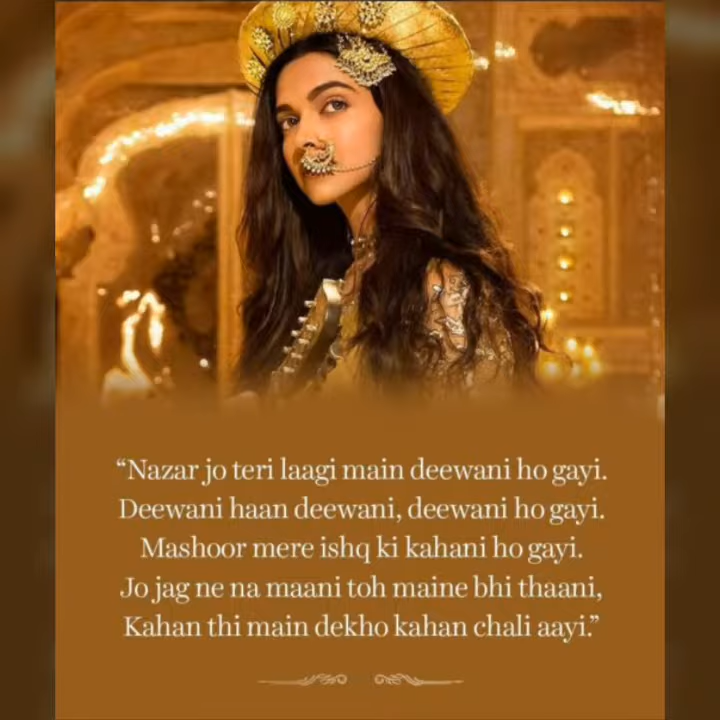 “Nazar jo teri laagi main deewani ho gayi.
Deewani haan deewani, deewani ho gayi.
Mashoor mere ishq ki kahani ho gayi.
Jo jag ne na maani toh maine bhi thaani,
Kahan thi main dekho kahan chali aayi.”